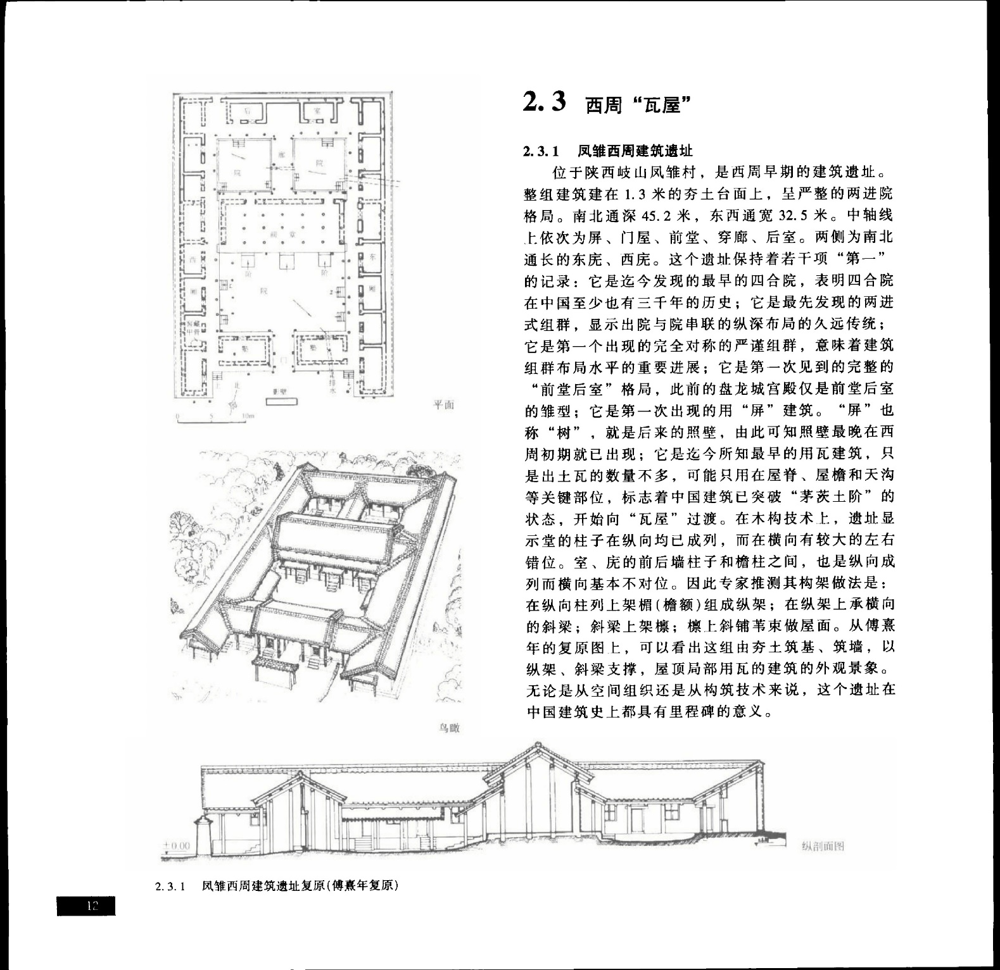 2.3 西周“瓦屋”
2.3.1 凤雏西周建筑遗址
位于陕西岐山凤雏村，是西周早期的建筑遗址。
整组建筑建在 1.3 米的夯土台面上，呈严整的两进院
格局。南北通深 45.2 米，东西通宽 32.5 米。中轴线
上依次为屏、门屋、前堂、穿廊、后室。两侧为南北
通长的东庑、西庑。这个遗址保持着若干项“第一”
的记录：它是迄今发现的最早的四合院，表明四合院
在中国至少也有三千年的历史；它是最先发现的两进
式组群，显示出院与院串联的纵深布局的久远传统；
它是第一个出现的完全对称的严谨组群，意味着建筑
组群布局水平的重要进展；它是第一次见到的完整的
“前堂后室”格局，此前的盘龙城宫殿仅是前堂后室
的雏型；它是第一次出现的用“屏”建筑。“屏”也
称“树”，就是后来的照壁，由此可知照壁最晚在西
周初期就已出现；它是迄今所知最早的用瓦建筑，只
是出土瓦的数量不多，可能只用在屋脊、屋檐和天沟
等关键部位，标志着中国建筑已突破“茅茨土阶”的
状态，开始向“瓦屋”过渡。在木构技术上，遗址显
示堂的柱子在纵向均已成列，而在横向有较大的左右
错位。室、庑的前后墙柱子和檐柱之间，也是纵向成
列而横向基本不对位。因此专家推测其构架做法是：
在纵向柱列上架楣(檐额)组成纵架；在纵架上承横向
的斜梁；斜梁上架檩；檩上斜铺苇束做屋面。从傅熹
年的复原图上，可以看出这组由夯土筑基、筑墙，以
纵架、斜梁支撑，屋顶局部用瓦的建筑的外观景象。
无论是从空间组织还是从构筑技术来说，这个遗址在
中国建筑史上都具有里程碑的意义。
后 室
廊
院 院
前 堂
西 东
阶 阶
院
厢 厢
窖藏
甲骨
塾 塾
门
上 北 影壁 排水
0 5 10m
平面
鸟瞰
±0.00
纵剖面图
2.3.1 凤雏西周建筑遗址复原(傅熹年复原)
12